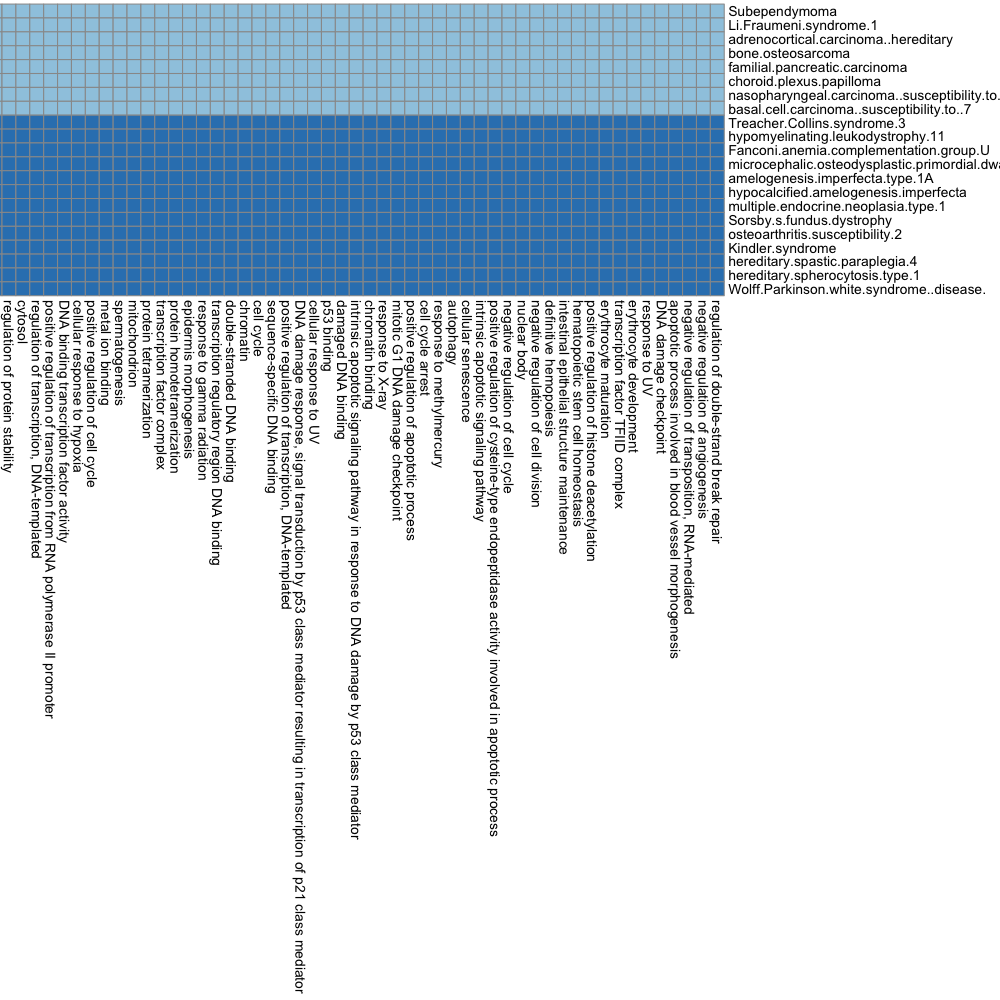 Subependymoma
Li.Fraumeni.syndrome.1
adrenocortical.carcinoma..hereditary
bone.osteosarcoma
familial.pancreatic.carcinoma
choroid.plexus.papilloma
nasopharyngeal.carcinoma..susceptibility.to.
basal.cell.carcinoma..susceptibility.to..7
Treacher.Collins.syndrome.3
hypomyelinating.leukodystrophy.11
Fanconi.anemia.complementation.group.U
microcephalic.osteodysplastic.primordial.dwa
amelogenesis.imperfecta.type.1A
hypocalcified.amelogenesis.imperfecta
multiple.endocrine.neoplasia.type.1
Sorsby.s.fundus.dystrophy
osteoarthritis.susceptibility.2
Kindler.syndrome
hereditary.spastic.paraplegia.4
hereditary.spherocytosis.type.1
Wolff.Parkinson.white.syndrome..disease.
regulation of protein stability
cytosol
regulation of transcription, DNA-templated
positive regulation of transcription from RNA polymerase II promoter
DNA binding transcription factor activity
cellular response to hypoxia
positive regulation of cell cycle
metal ion binding
spermatogenesis
mitochondrion
protein tetramerization
transcription factor complex
protein homotetramerization
epidermis morphogenesis
response to gamma radiation
transcription regulatory region DNA binding
double-stranded DNA binding
chromatin
cell cycle
sequence-specific DNA binding
positive regulation of transcription, DNA-templated
DNA damage response, signal transduction by p53 class mediator resulting in transcription of p21 class mediator
cellular response to UV
p53 binding
damaged DNA binding
intrinsic apoptotic signaling pathway in response to DNA damage by p53 class mediator
chromatin binding
response to X-ray
mitotic G1 DNA damage checkpoint
positive regulation of apoptotic process
cell cycle arrest
response to methylmercury
autophagy
cellular senescence
intrinsic apoptotic signaling pathway
positive regulation of cysteine-type endopeptidase activity involved in apoptotic process
negative regulation of cell cycle
nuclear body
negative regulation of cell division
definitive hemopoiesis
intestinal epithelial structure maintenance
hematopoietic stem cell homeostasis
positive regulation of histone deacetylation
erythrocyte maturation
transcription factor TFIID complex
erythrocyte development
response to UV
DNA damage checkpoint
apoptotic process involved in blood vessel morphogenesis
negative regulation of transposition, RNA-mediated
negative regulation of angiogenesis
regulation of double-strand break repair